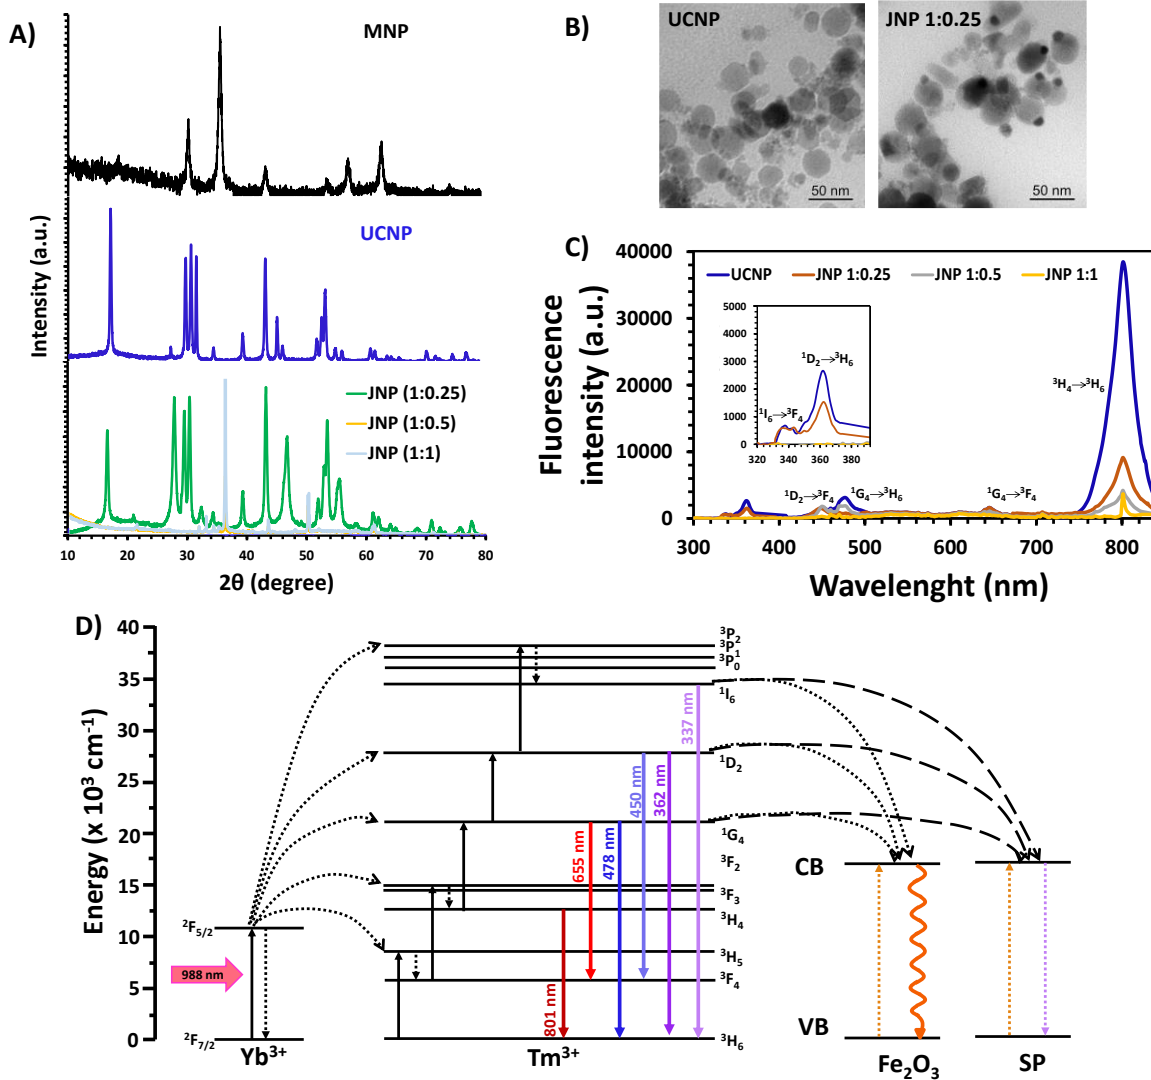 A)
MNP
UCNP
JNP (1:0.25)
JNP (1:0.5)
JNP (1:1)
Intensity (a.u.)
10 20 30 40 50 60 70 80
2θ (degree)
B)
UCNP
50 nm
JNP 1:0.25
50 nm
C)
40000
30000
20000
10000
0
Fluorescence
intensity (a.u.)
UCNP JNP 1:0.25 JNP 1:0.5 JNP 1:1
5000
4000
3000
2000
1000
0
320 340 360 380
¹D₂→³H₆
¹I₆→³F₄
³H₄→³H₆
¹D₂→³F₄
¹G₄→³H₆
¹G₄→³F₄
300 400 500 600 700 800
Wavelenght (nm)
D)
40
35
30
25
20
15
10
5
0
Energy (x 10³ cm⁻¹)
²F₅/₂
988 nm
²F₇/₂
Yb³⁺
³P₂
³P₁
³P₀
¹I₆
¹D₂
¹G₄
³F₂
³F₃
³H₄
³H₅
³F₄
³H₆
801 nm
655 nm
478 nm
450 nm
362 nm
337 nm
Tm³⁺
CB
VB
Fe₂O₃
SP